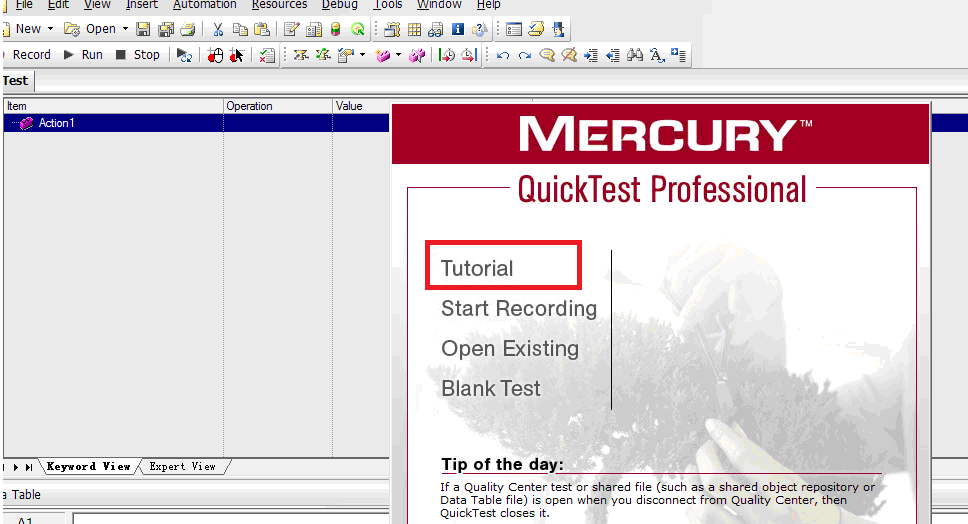 File Edit View Insert Automation Resources Debug Tools Window Help
New Open
Record Run Stop
Test
Item Operation Value
Action1
MERCURY™
QuickTest Professional
Tutorial
Start Recording
Open Existing
Blank Test
Tip of the day:
If a Quality Center test or shared file (such as a shared object repository or
Data Table file) is open when you disconnect from Quality Center, then
QuickTest closes it.
Keyword View Expert View
a Table
A1